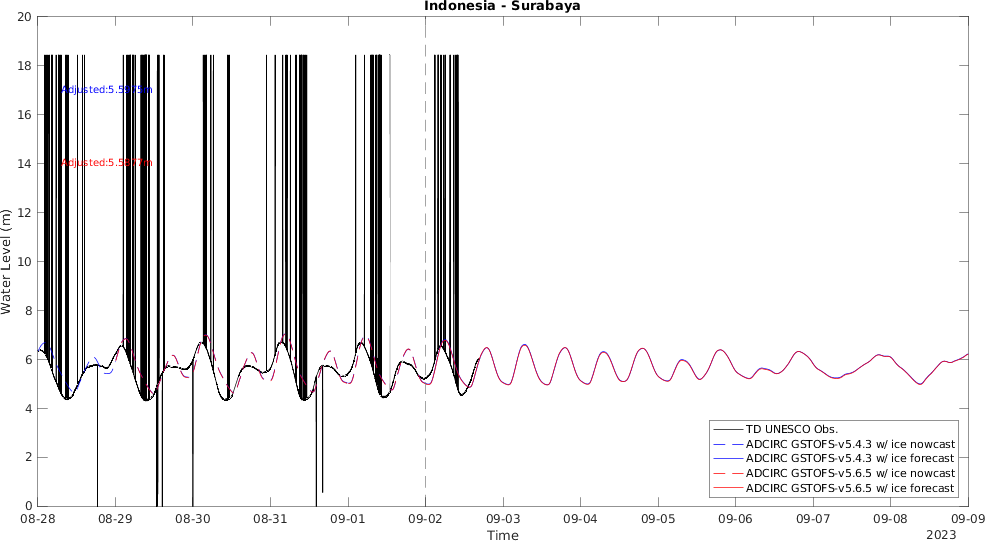 Indonesia - Surabaya
20
18
16
14
12
10
8
6
4
2
0
Water Level (m)
Adjusted:5.5975m
08-28
08-29
08-30
08-31
09-01
09-02
09-03
09-04
09-05
09-06
09-07
09-08
09-09
Time
2023
TD UNESCO Obs.
ADCIRC GSTOFS-v5.4.3 w/ ice nowcast
ADCIRC GSTOFS-v5.4.3 w/ ice forecast
ADCIRC GSTOFS-v5.6.5 w/ ice nowcast
ADCIRC GSTOFS-v5.6.5 w/ ice forecast